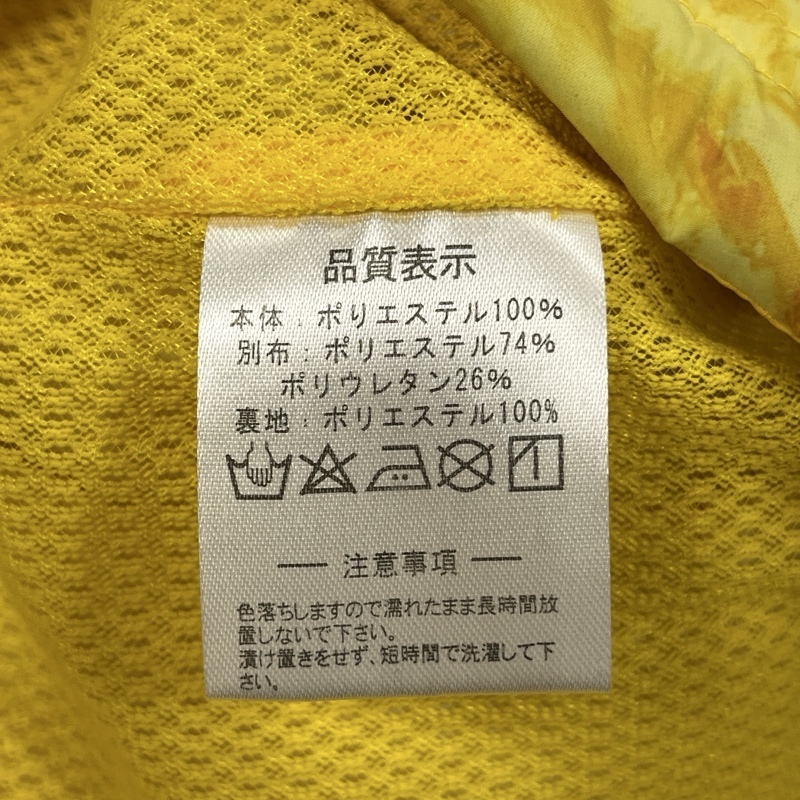 品質表示
本体：ポリエステル100%
別布：ポリエステル74%
ポリウレタン26%
裏地：ポリエステル100%
注意事項
色落ちしますので濡れたまま長時間放
置しないで下さい。
漬け置きをせず、短時間で洗濯して下
さい。